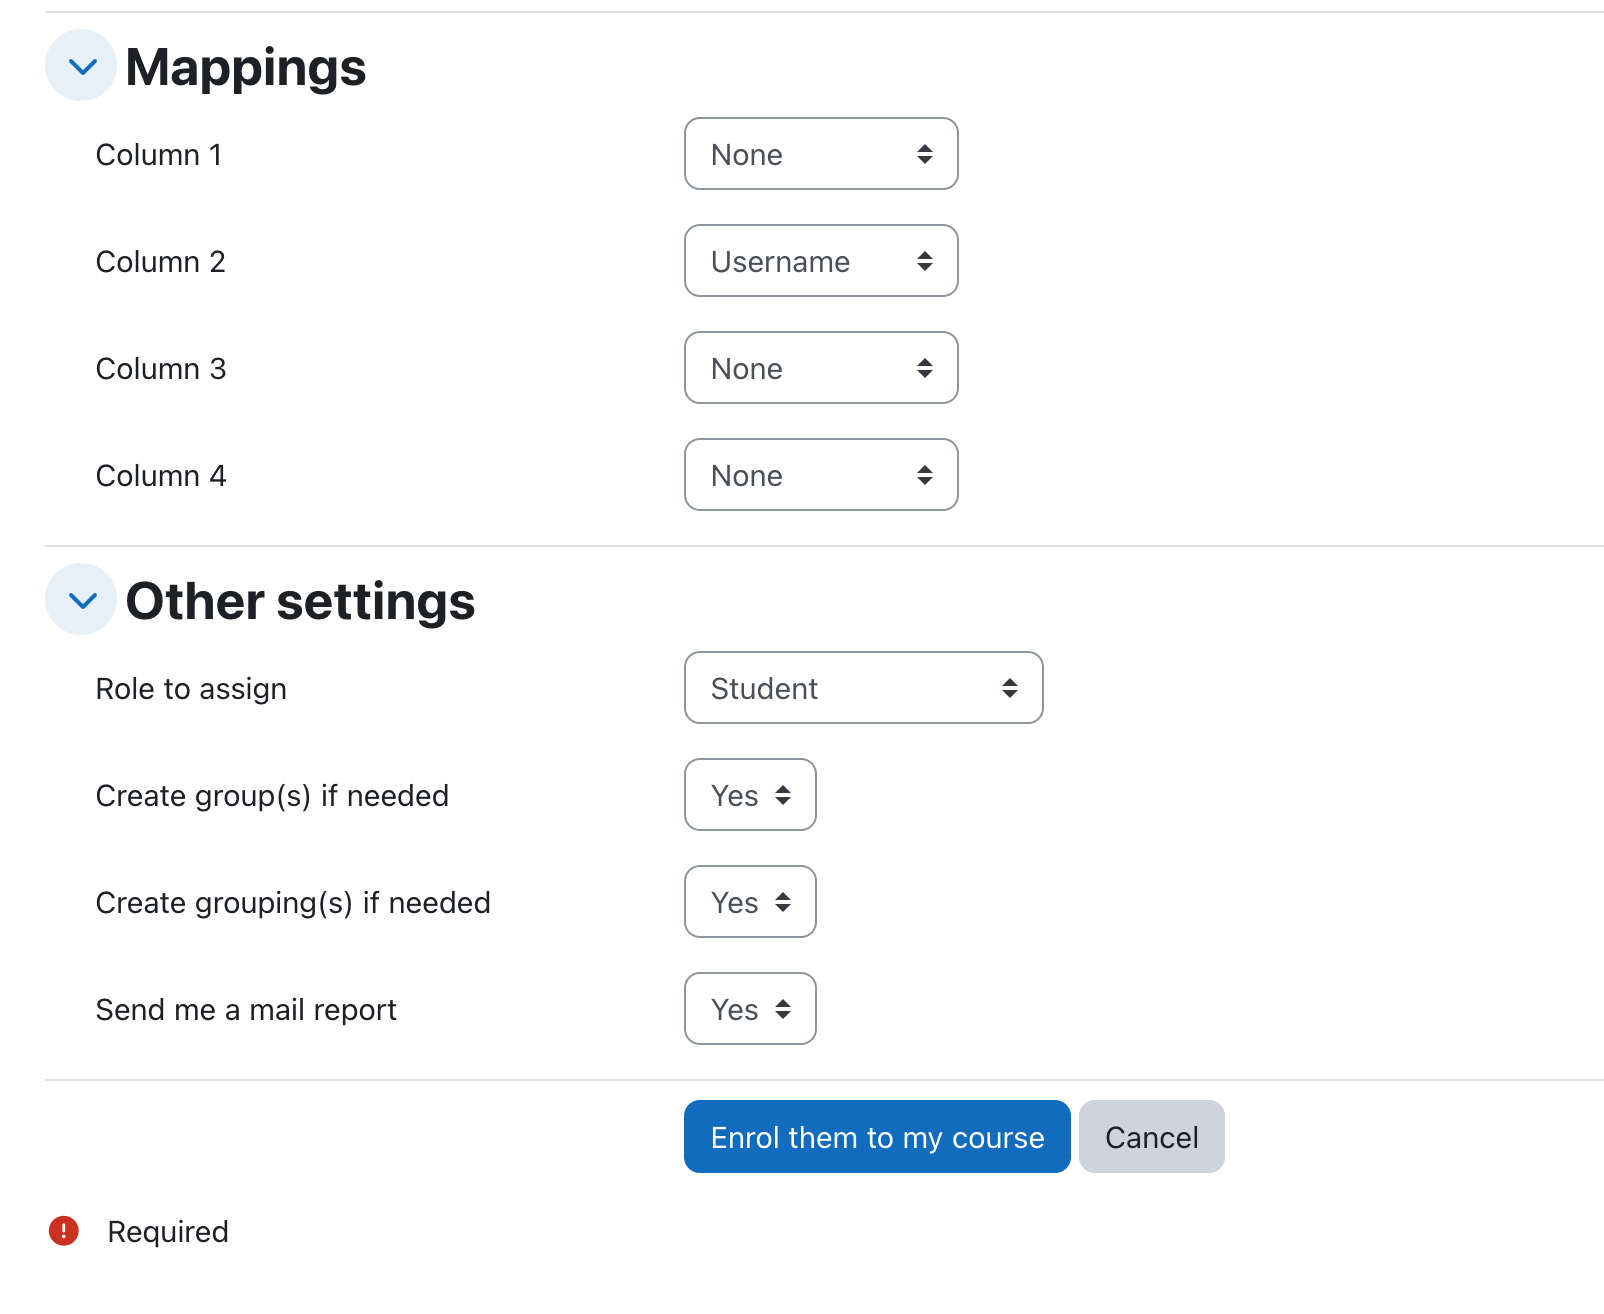 Mappings
Column 1 None
Column 2 Username
Column 3 None
Column 4 None
Other settings
Role to assign Student
Create group(s) if needed Yes
Create grouping(s) if needed Yes
Send me a mail report Yes
Enrol them to my course Cancel
! Required